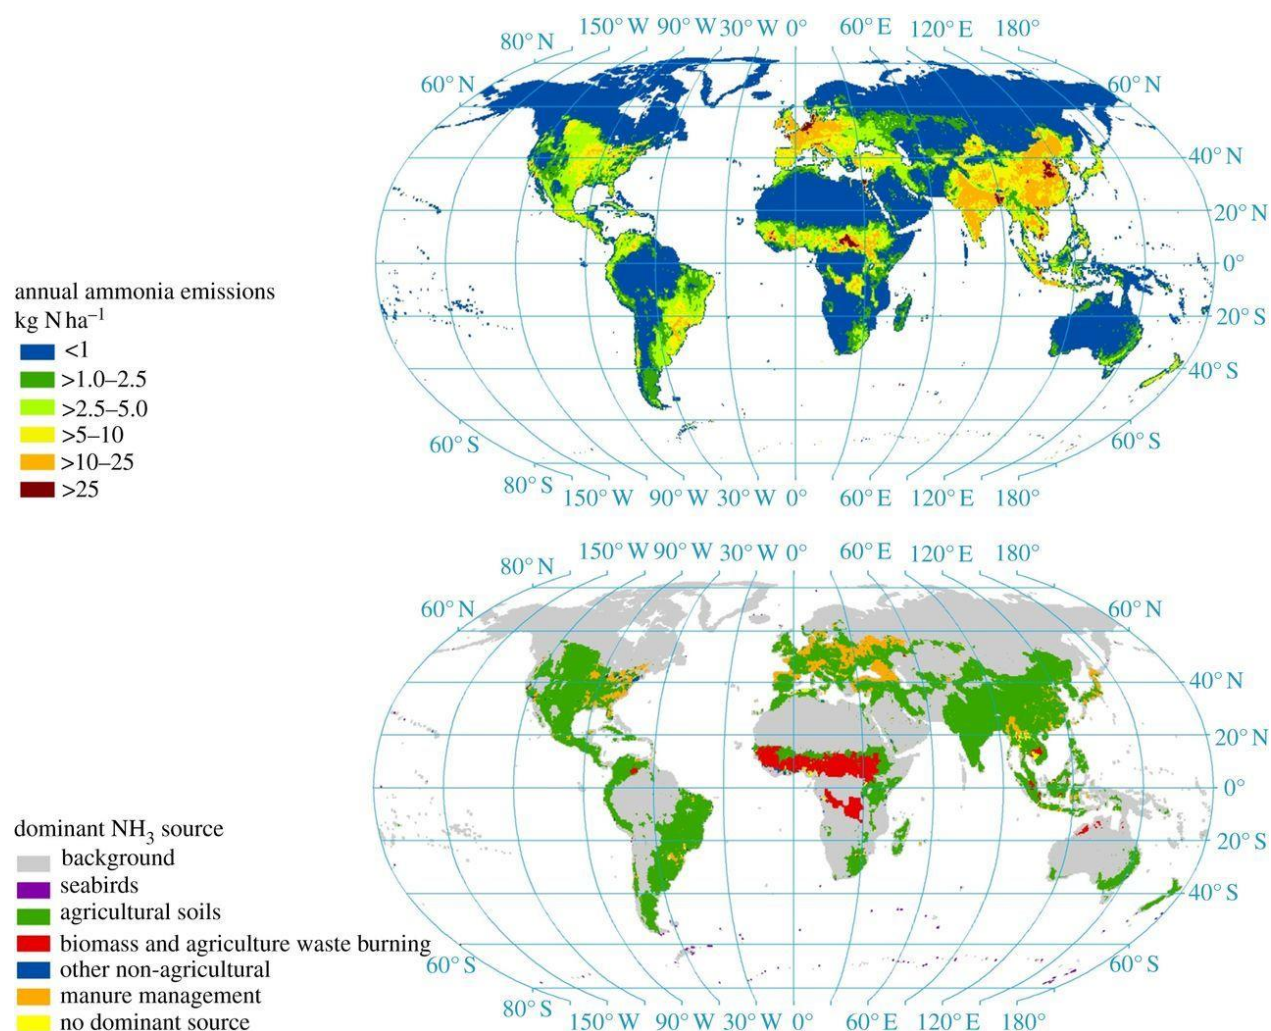 150° W 90° W 30° W 0° 60° E 120° E 180°
80° N
60° N 60° N
40° N
20° N
0°
20° S
40° S
60° S 60° S
80° S
150° W 90° W 30° W 0° 60° E 120° E 180°
annual ammonia emissions
kg N ha–1
<1
>1.0–2.5
>2.5–5.0
>5–10
>10–25
>25
150° W 90° W 30° W 0° 60° E 120° E 180°
80° N
60° N 60° N
40° N
20° N
0°
20° S
40° S
60° S 60° S
80° S
150° W 90° W 30° W 0° 60° E 120° E 180°
dominant NH3 source
background
seabirds
agricultural soils
biomass and agriculture waste burning
other non-agricultural
manure management
no dominant source